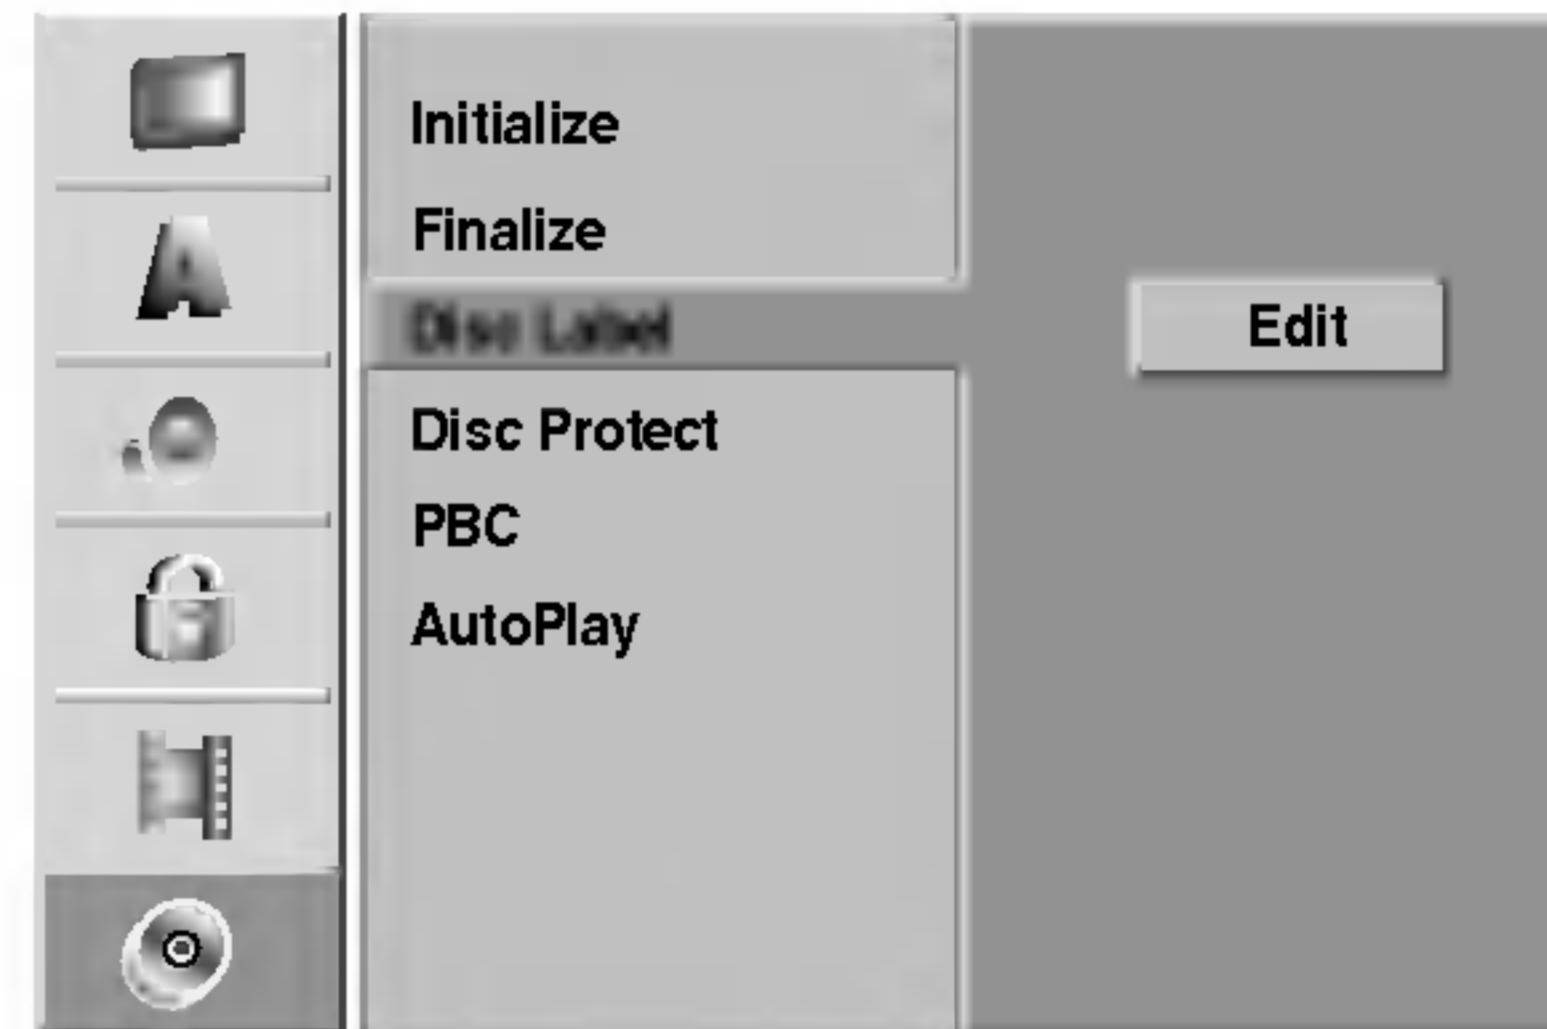 Initialize
Finalize
Disc Label
Edit
Disc Protect
PBC
AutoPlay